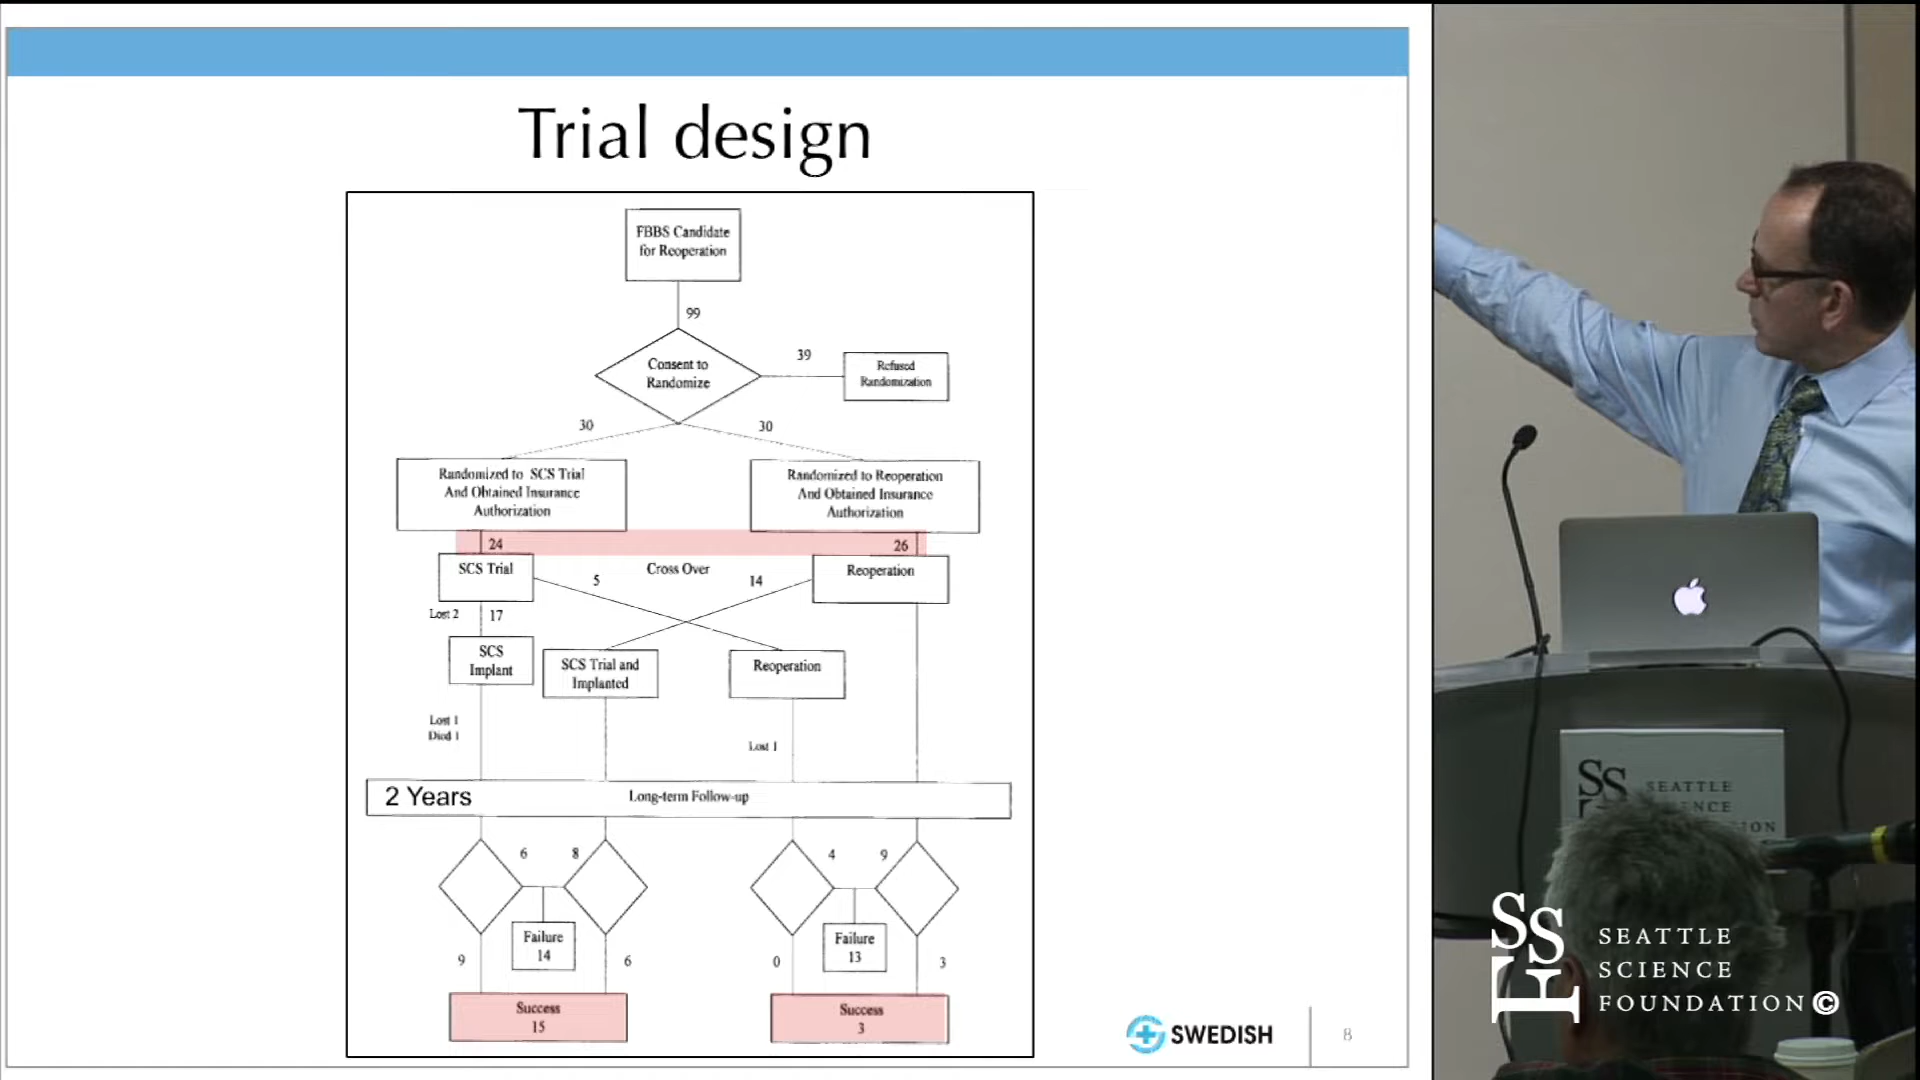 Trial design
FBBS Candidate
for Reoperation
99
Consent to
Randomize
39
Refused
Randomization
30
30
Randomized to SCS Trial
And Obtained Insurance
Authorization
Randomized to Reoperation
And Obtained Insurance
Authorization
24
26
SCS Trial
Cross Over
Reoperation
5
14
Lost 2
17
SCS
Implant
SCS Trial and
Implanted
Reoperation
Lost 1
Died 1
Lost 1
2 Years
Long-term Follow-up
6
8
4
9
Failure
14
Failure
13
9
6
0
3
Success
15
Success
3
SWEDISH
8
SS
SEATTLE
SCIENCE
FOUNDATION©
SSF
SEATTLE